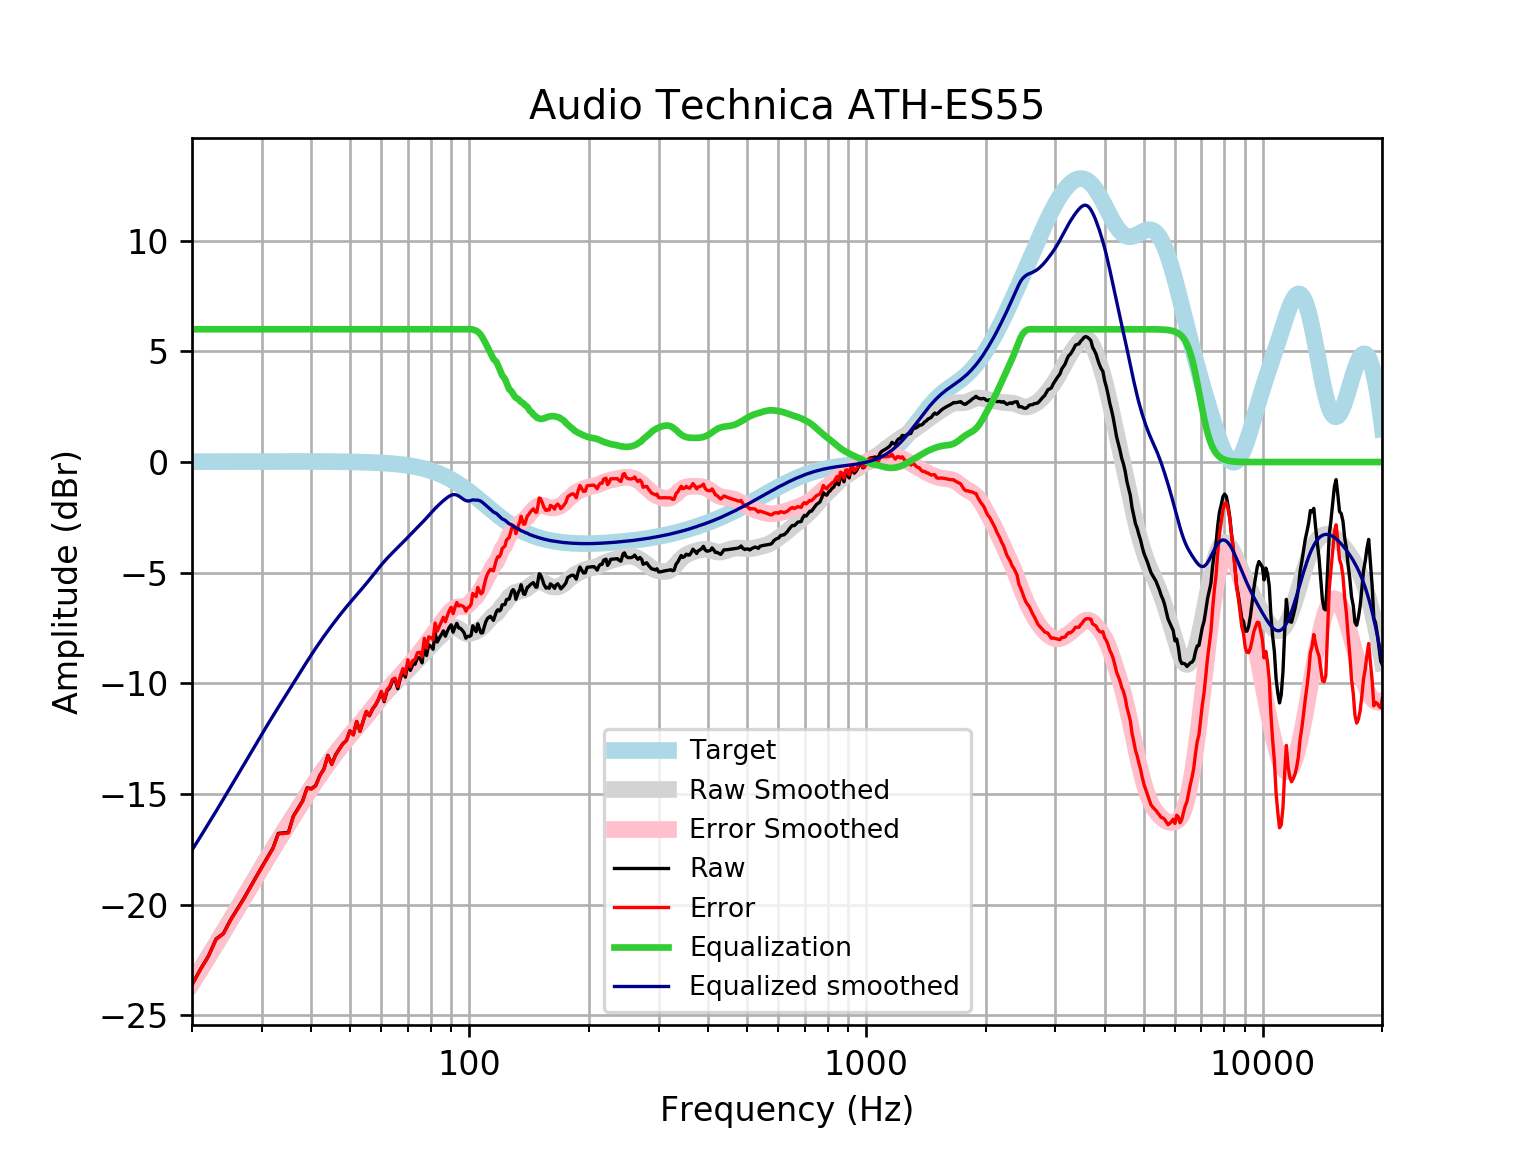 Audio Technica ATH-ES55
Amplitude (dBr)
10
5
0
−5
−10
−15
−20
−25
Target
Raw Smoothed
Error Smoothed
Raw
Error
Equalization
Equalized smoothed
100
1000
10000
Frequency (Hz)